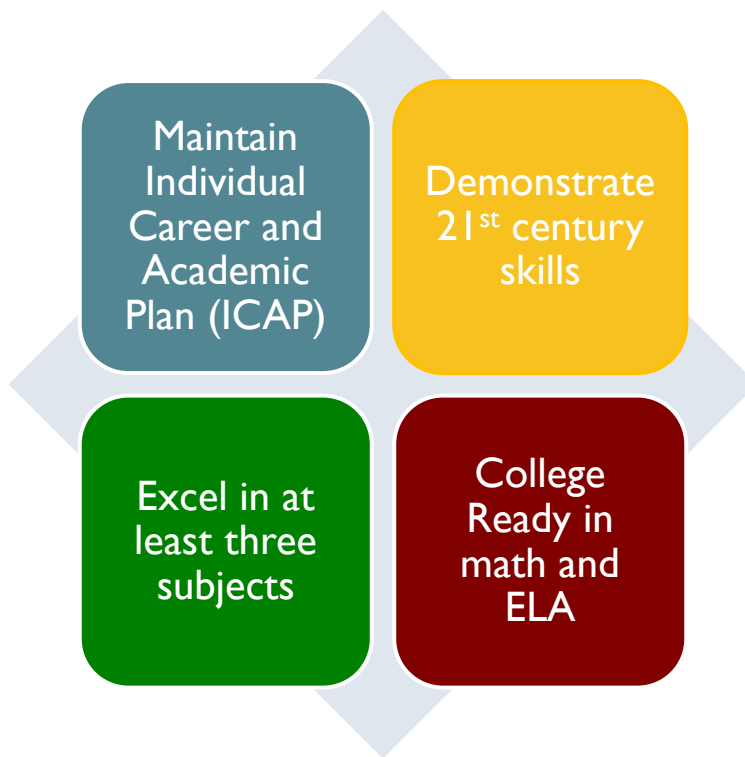 Maintain
Individual
Career and
Academic
Plan (ICAP)
Demonstrate
21st century
skills
Excel in at
least three
subjects
College
Ready in
math and
ELA